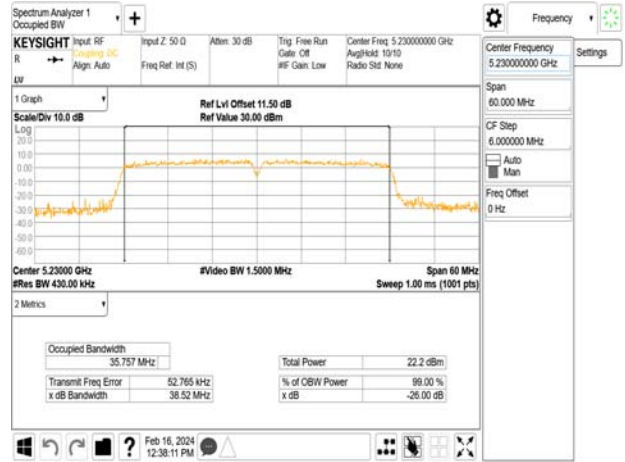 Spectrum Analyzer 1
Occupied BW
+
Frequency
KEYSIGHT
Input: RF
Coupling: DC
Align: Auto
Input Z: 50 Ω
Freq Ref: Int (S)
Atten: 30 dB
Trig: Free Run
Gate: Off
#IF Gain: Low
Center Freq: 5.230000000 GHz
Avg|Hold: 10/10
Radio Std: None
R
LXI
Center Frequency
5.230000000 GHz
Settings
Span
60.000 MHz
CF Step
6.000000 MHz
Auto
Man
Freq Offset
0 Hz
1 Graph
Scale/Div 10.0 dB
Ref Lvl Offset 11.50 dB
Ref Value 30.00 dBm
Log
20.0
10.0
0.00
-10.0
-20.0
-30.0
-40.0
-50.0
-60.0
Center 5.23000 GHz
#Res BW 430.00 kHz
#Video BW 1.5000 MHz
Span 60 MHz
Sweep 1.00 ms (1001 pts)
2 Metrics
Occupied Bandwidth
35.757 MHz
Total Power 22.2 dBm
Transmit Freq Error 52.765 kHz
% of OBW Power 99.00 %
x dB Bandwidth 38.52 MHz
x dB -26.00 dB
?
Feb 16, 2024
12:38:11 PM